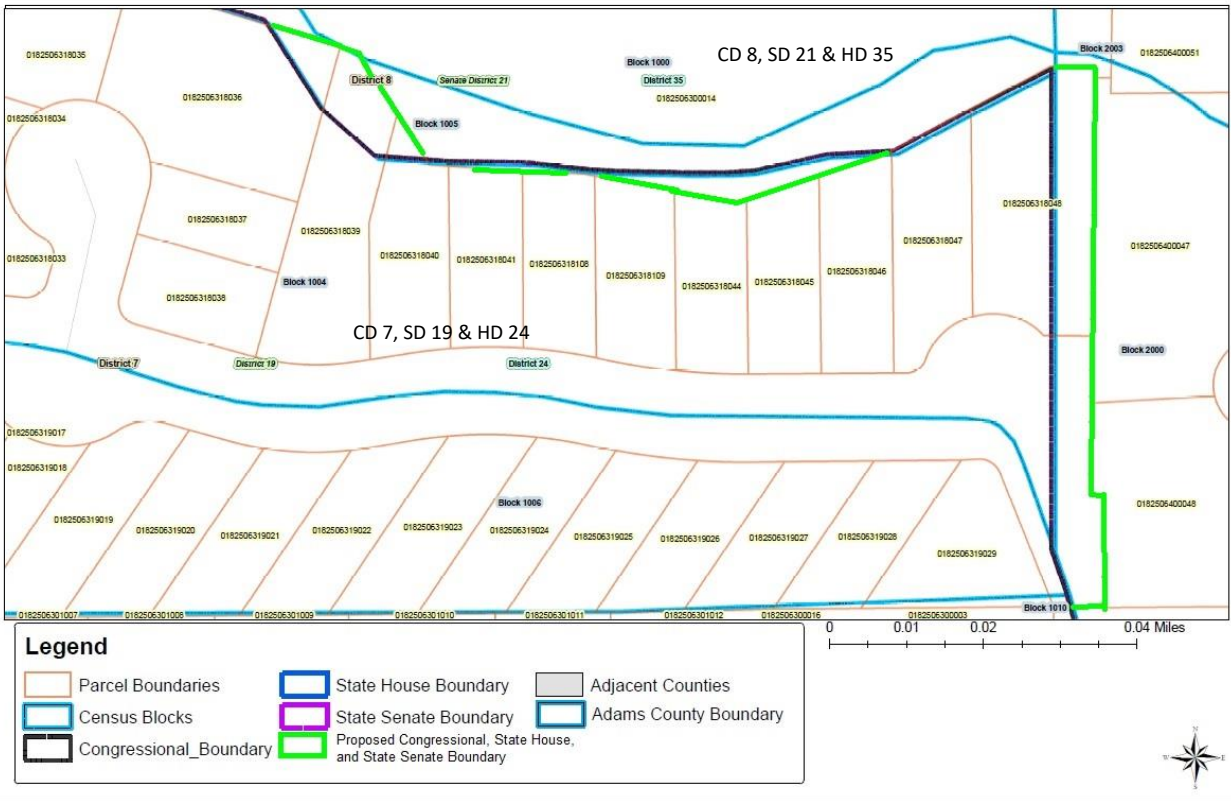 CD 8, SD 21 & HD 35
Block 2003
0182506400051
0182506318035
Block 1000
District 8
Senate District 21
District 35
0182506318036
0182506300014
0182506318034
Block 1005
0182506318048
0182506318037
0182506318039
0182506318047
0182506400047
0182506318033
0182506318040
0182506318041
0182506318108
0182506318109
0182506318044
0182506318045
0182506318046
Block 1004
0182506318038
CD 7, SD 19 & HD 24
Block 2000
District 7
District 19
District 24
0182506319017
0182506319018
Block 1006
0182506400048
0182506319019
0182506319020
0182506319021
0182506319022
0182506319023
0182506319024
0182506319025
0182506319026
0182506319027
0182506319028
0182506319029
Block 1010
0182506301007
0182506301008
0182506301009
0182506301010
0182506301011
0182506301012
0182506300016
0182506300003
0 0.01 0.02 0.04 Miles
Legend
Parcel Boundaries
State House Boundary
Adjacent Counties
Census Blocks
State Senate Boundary
Adams County Boundary
Congressional_Boundary
Proposed Congressional, State House,
and State Senate Boundary
N
W E
S